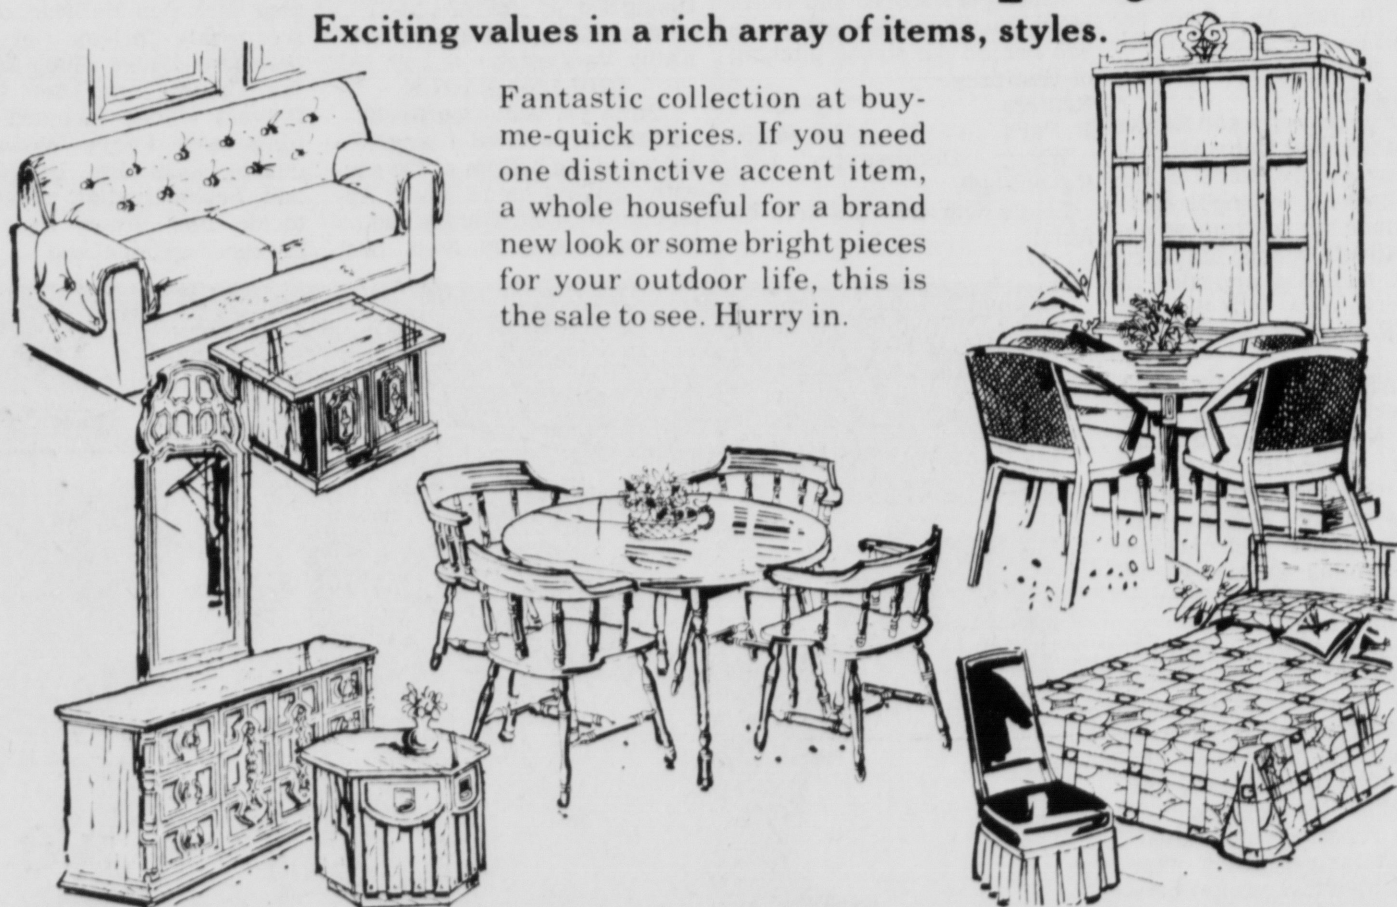 Exciting values in a rich array of items, styles.
Fantastic collection at buy-
me-quick prices. If you need
one distinctive accent item,
a whole houseful for a brand
new look or some bright pieces
for your outdoor life, this is
the sale to see. Hurry in.